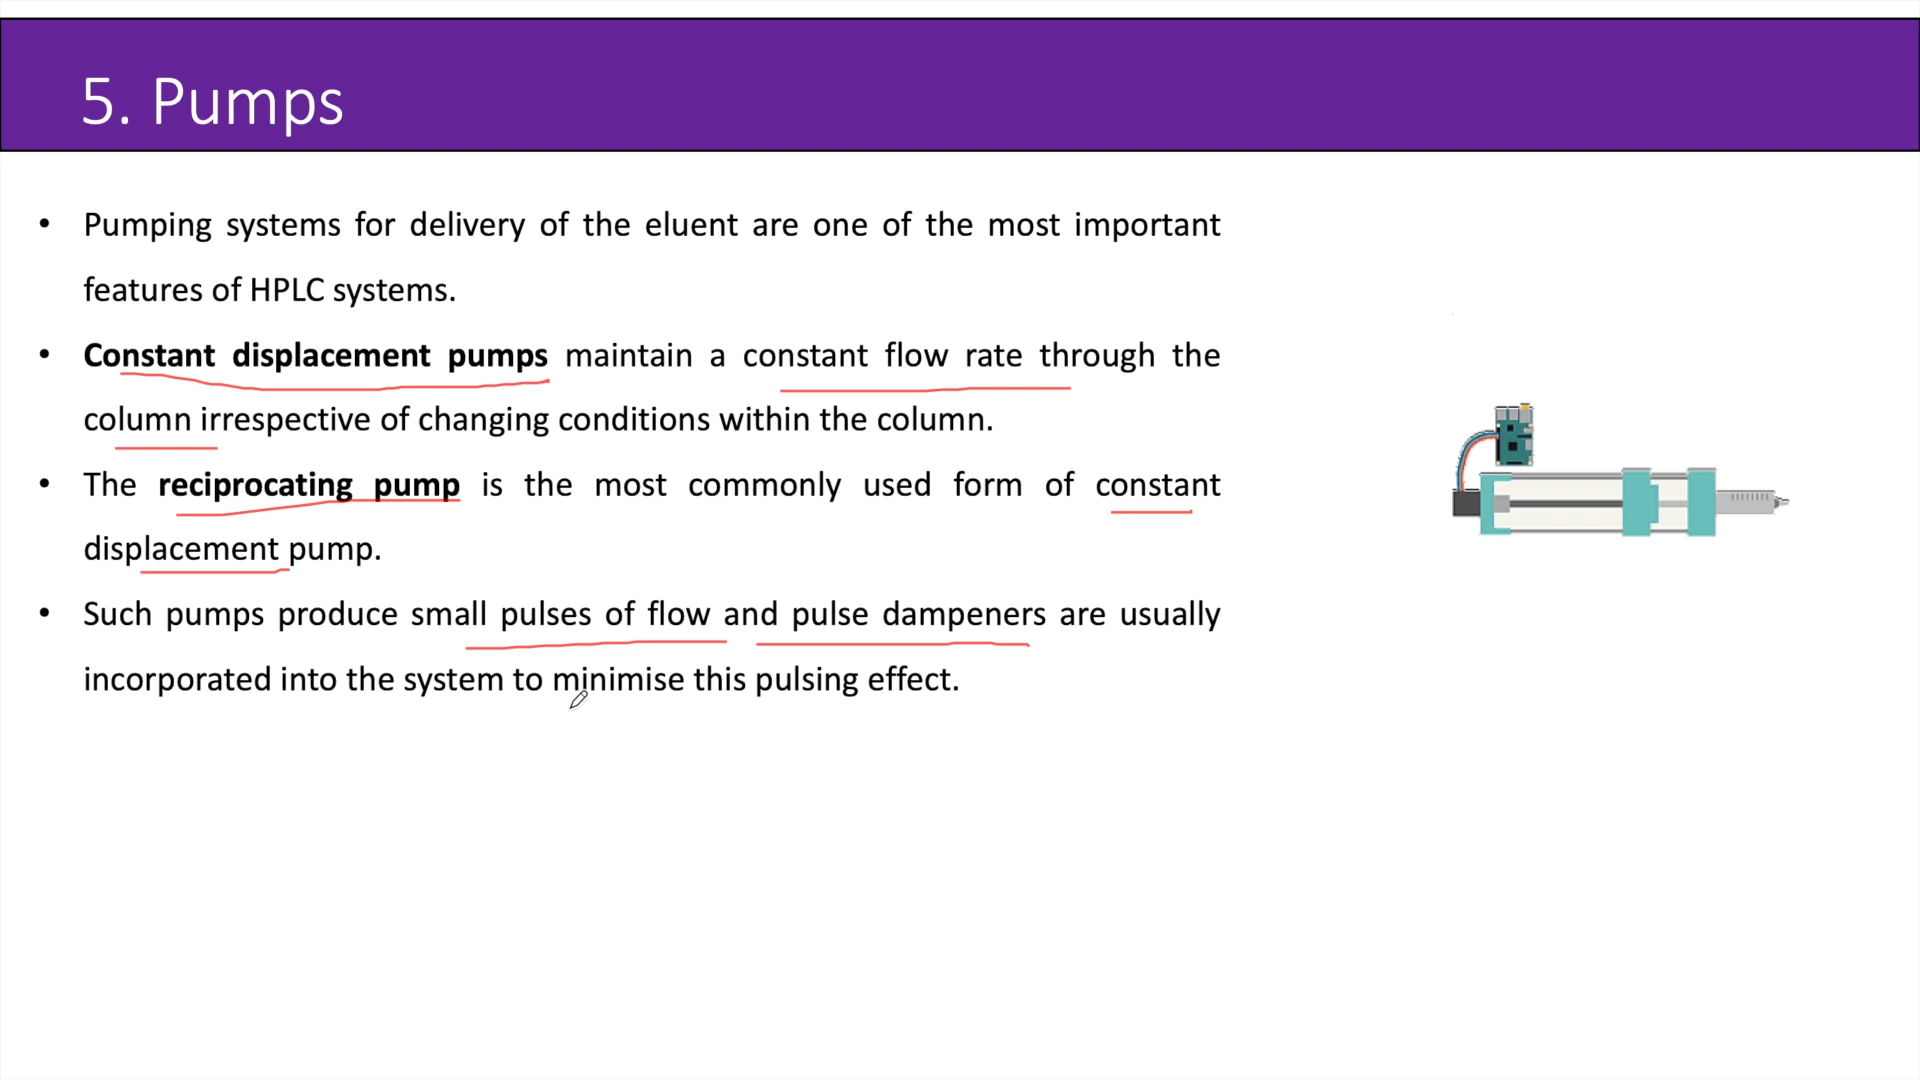 5. Pumps
• Pumping systems for delivery of the eluent are one of the most important
features of HPLC systems.
• Constant displacement pumps maintain a constant flow rate through the
column irrespective of changing conditions within the column.
• The reciprocating pump is the most commonly used form of constant
displacement pump.
• Such pumps produce small pulses of flow and pulse dampeners are usually
incorporated into the system to minimise this pulsing effect.